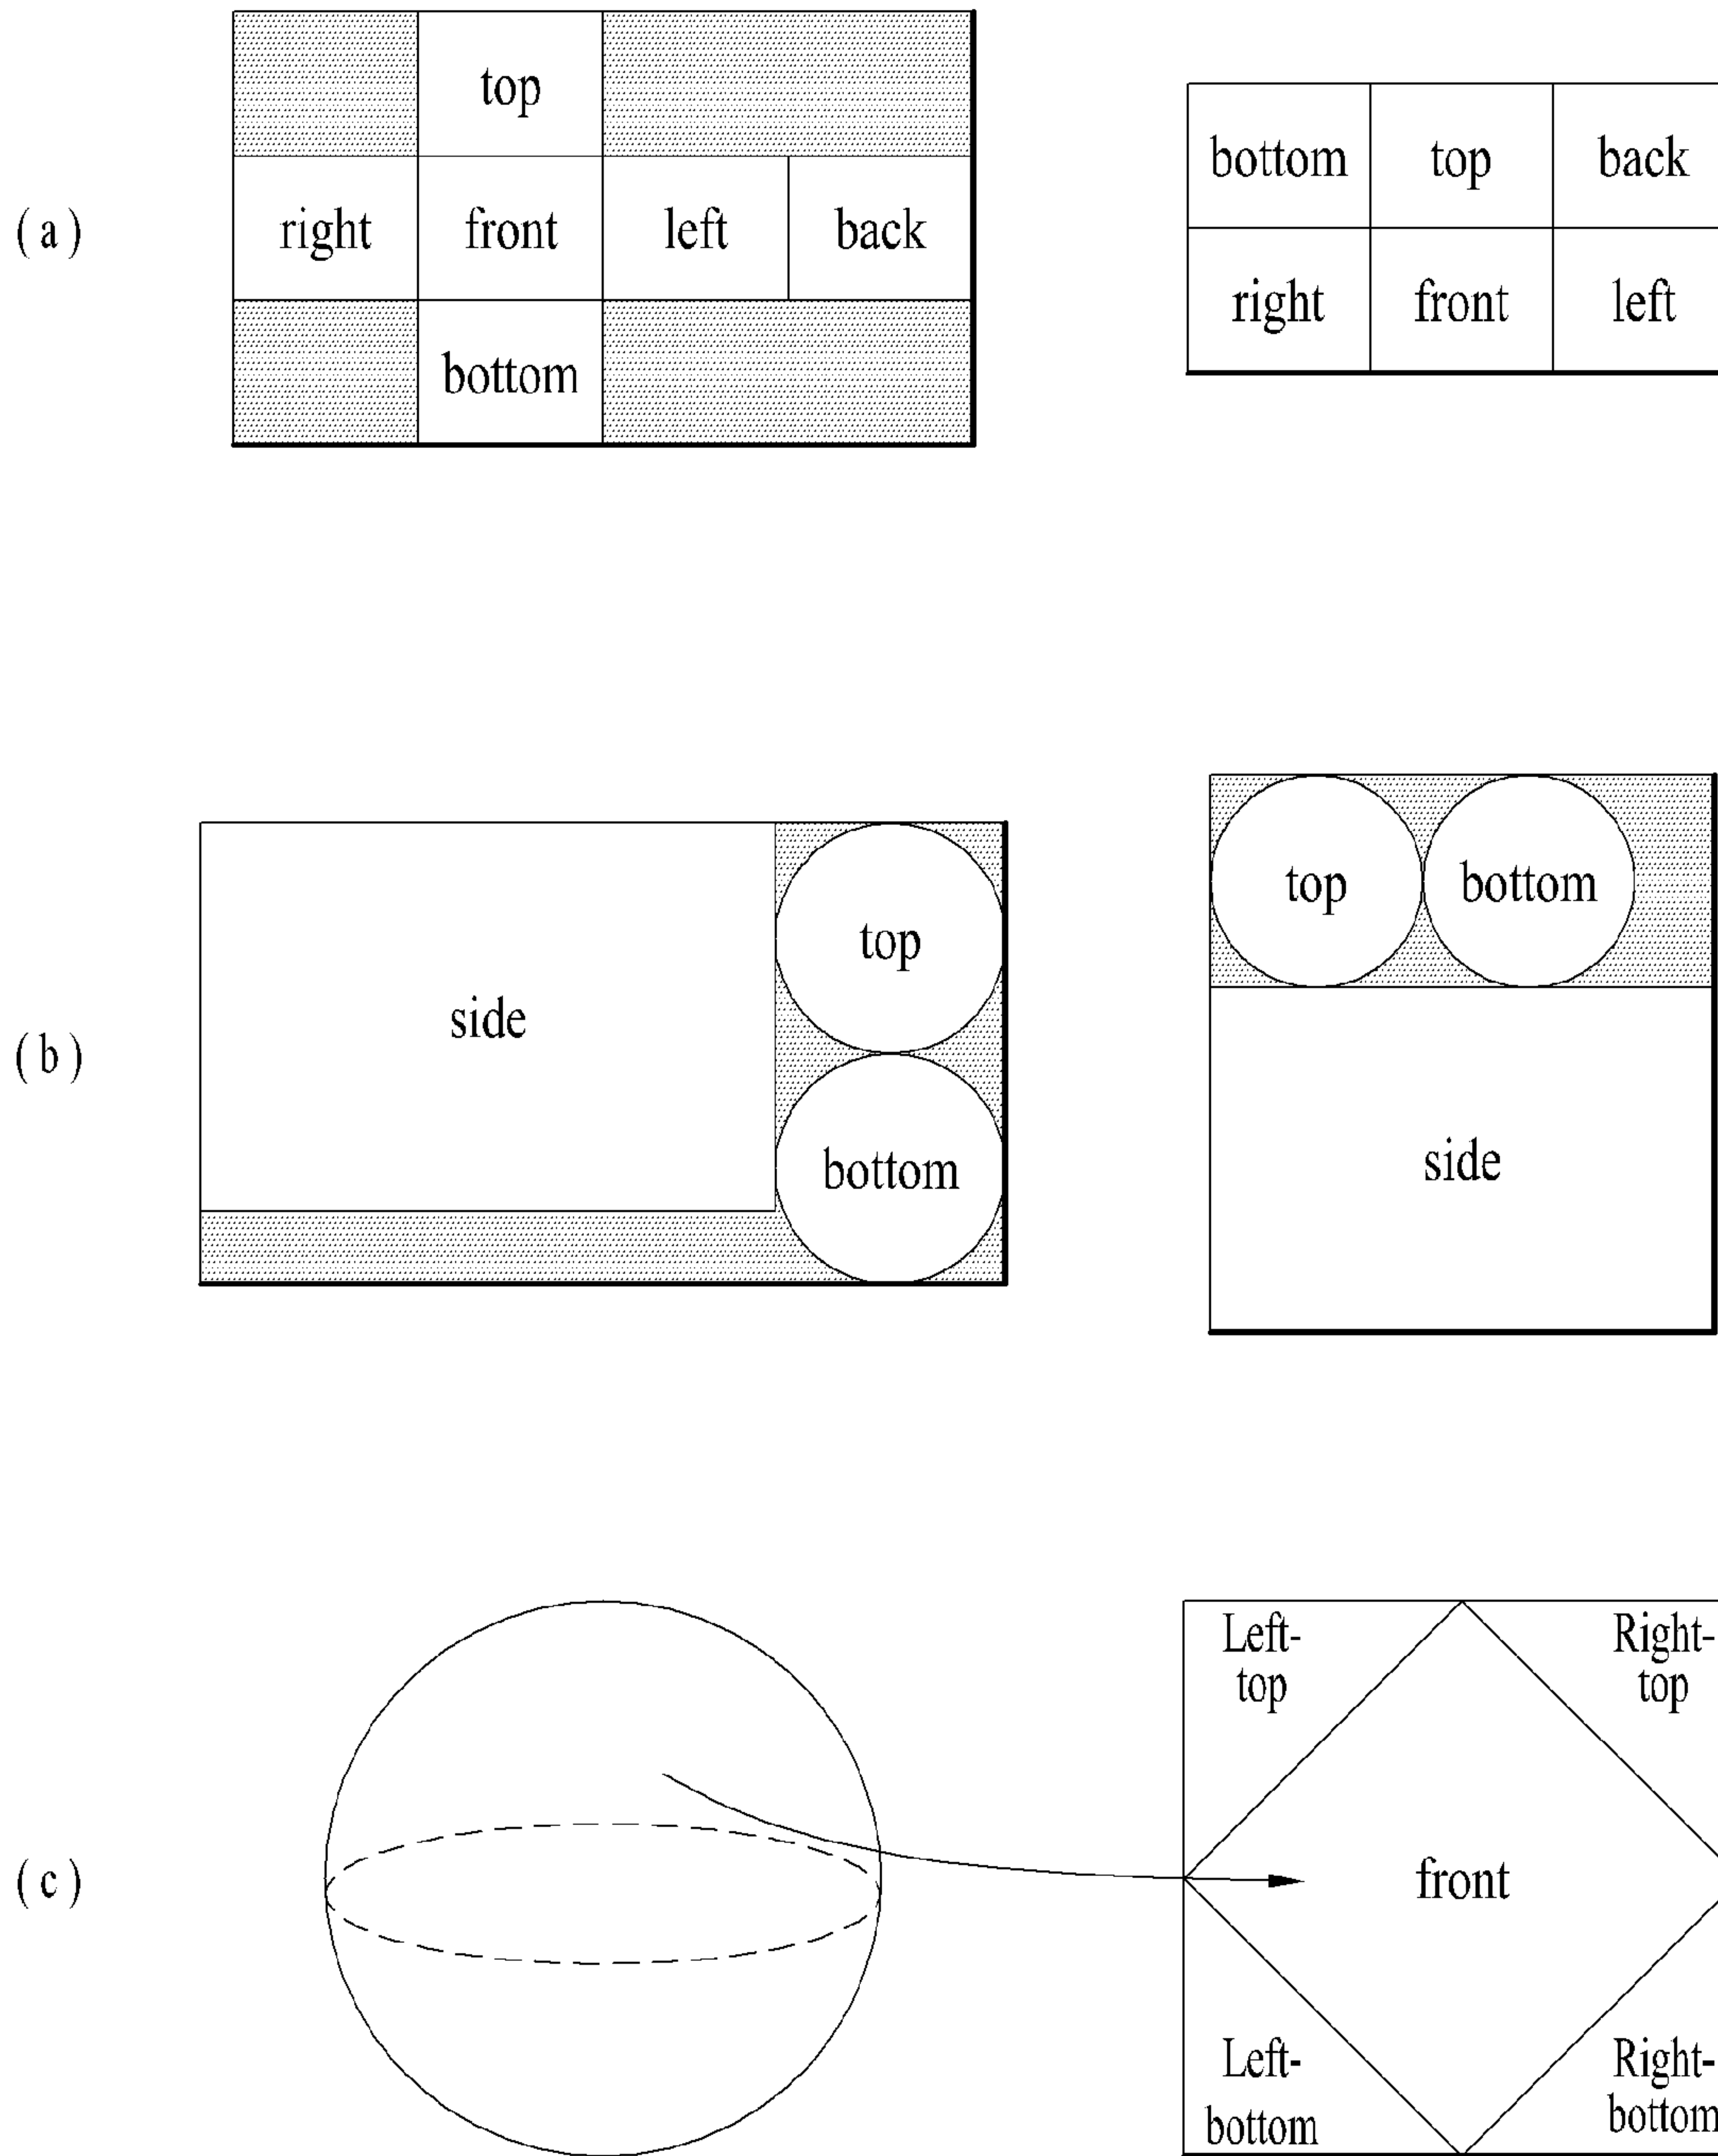 top
bottom top back
( a )
right front left back
right front left
bottom
top bottom
top
side
( b )
bottom
side
Left-
top
Right-
top
( c )
front
Left-
bottom
Right-
bottom